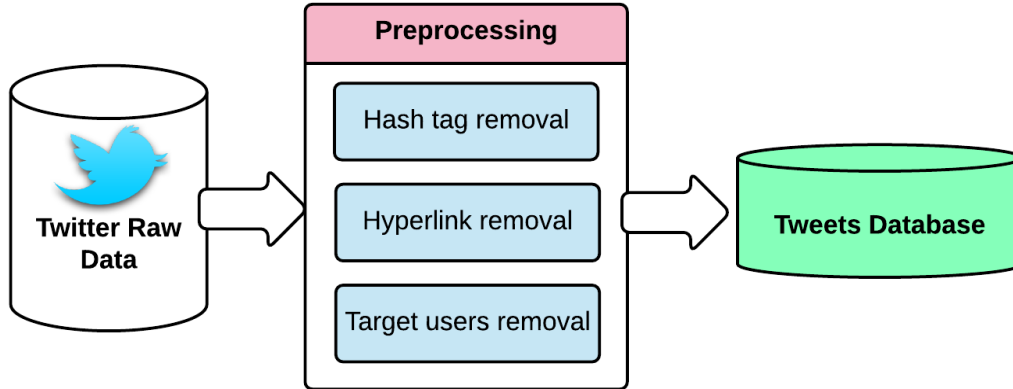 Preprocessing
Hash tag removal
Twitter Raw
Data
Hyperlink removal
Tweets Database
Target users removal